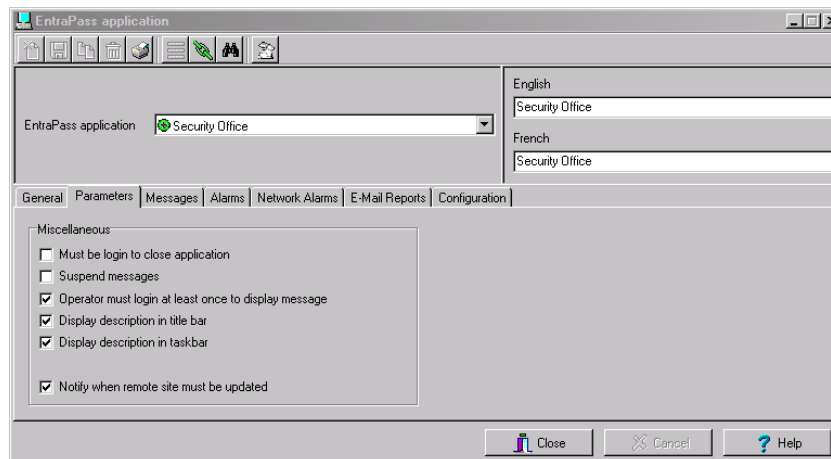 EntraPass application
English
Security Office
EntraPass application
Security Office
French
Security Office
General Parameters Messages Alarms Network Alarms E-Mail Reports Configuration
Miscellaneous
Must be login to close application
Suspend messages
Operator must login at least once to display message
Display description in title bar
Display description in taskbar
Notify when remote site must be updated
Close Cancel Help